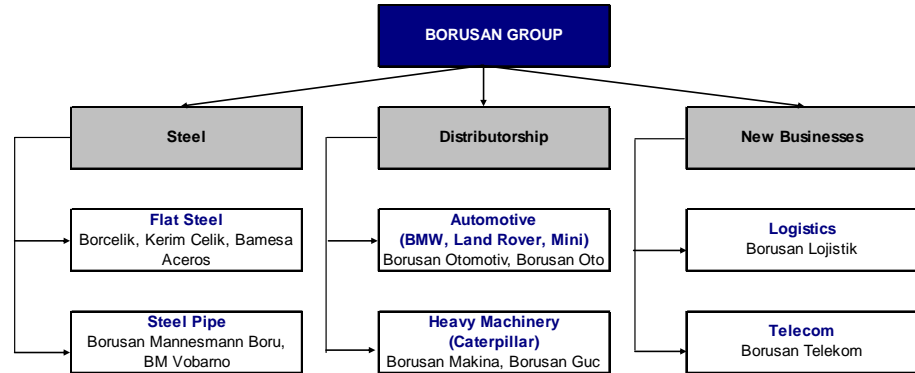 BORUSAN GROUP
Steel
Distributorship
New Businesses
Flat Steel
Borcelik, Kerim Celik, Bamesa
Aceros
Automotive
(BMW, Land Rover, Mini)
Borusan Otomotiv, Borusan Oto
Logistics
Borusan Lojistik
Steel Pipe
Borusan Mannesmann Boru,
BM Vobarno
Heavy Machinery
(Caterpillar)
Borusan Makina, Borusan Guc
Telecom
Borusan Telekom